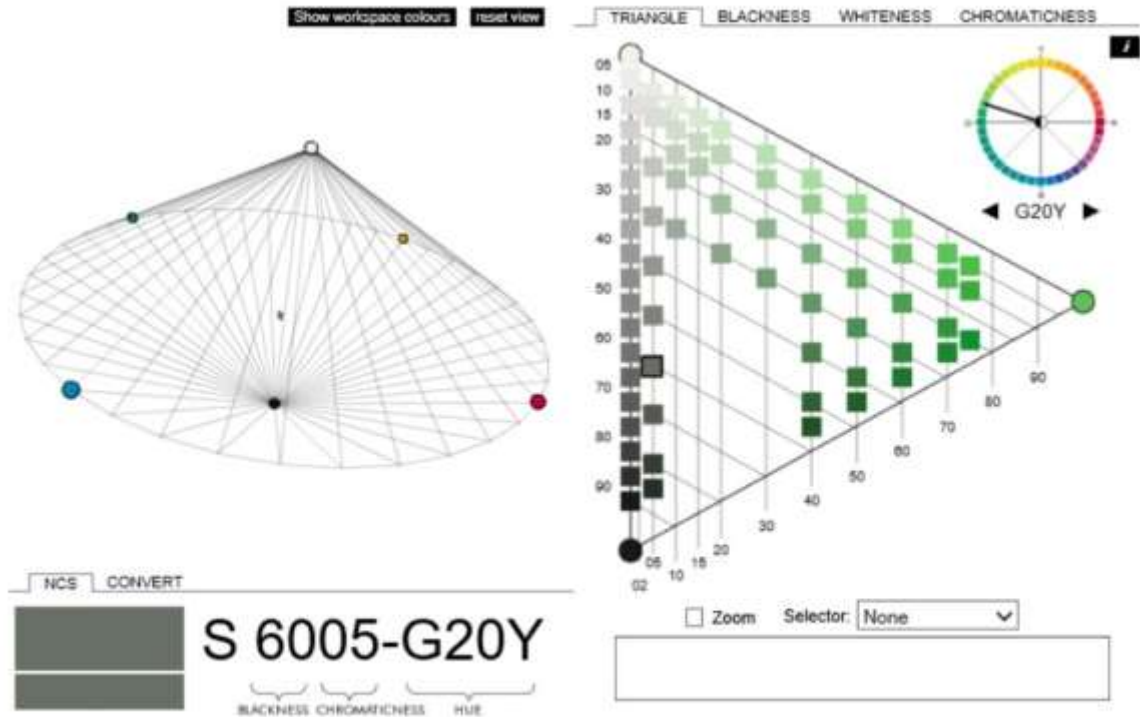 Show workspace colours reset view
TRIANGLE BLACKNESS WHITENESS CHROMATICNESS
i
05
10
15
20
30
40
50
60
70
80
90
G20Y
90
80
70
60
50
40
30
20
15
10
05
02
NCS CONVERT
S 6005-G20Y
BLACKNESS CHROMATICNESS HUE
Zoom Selector: None